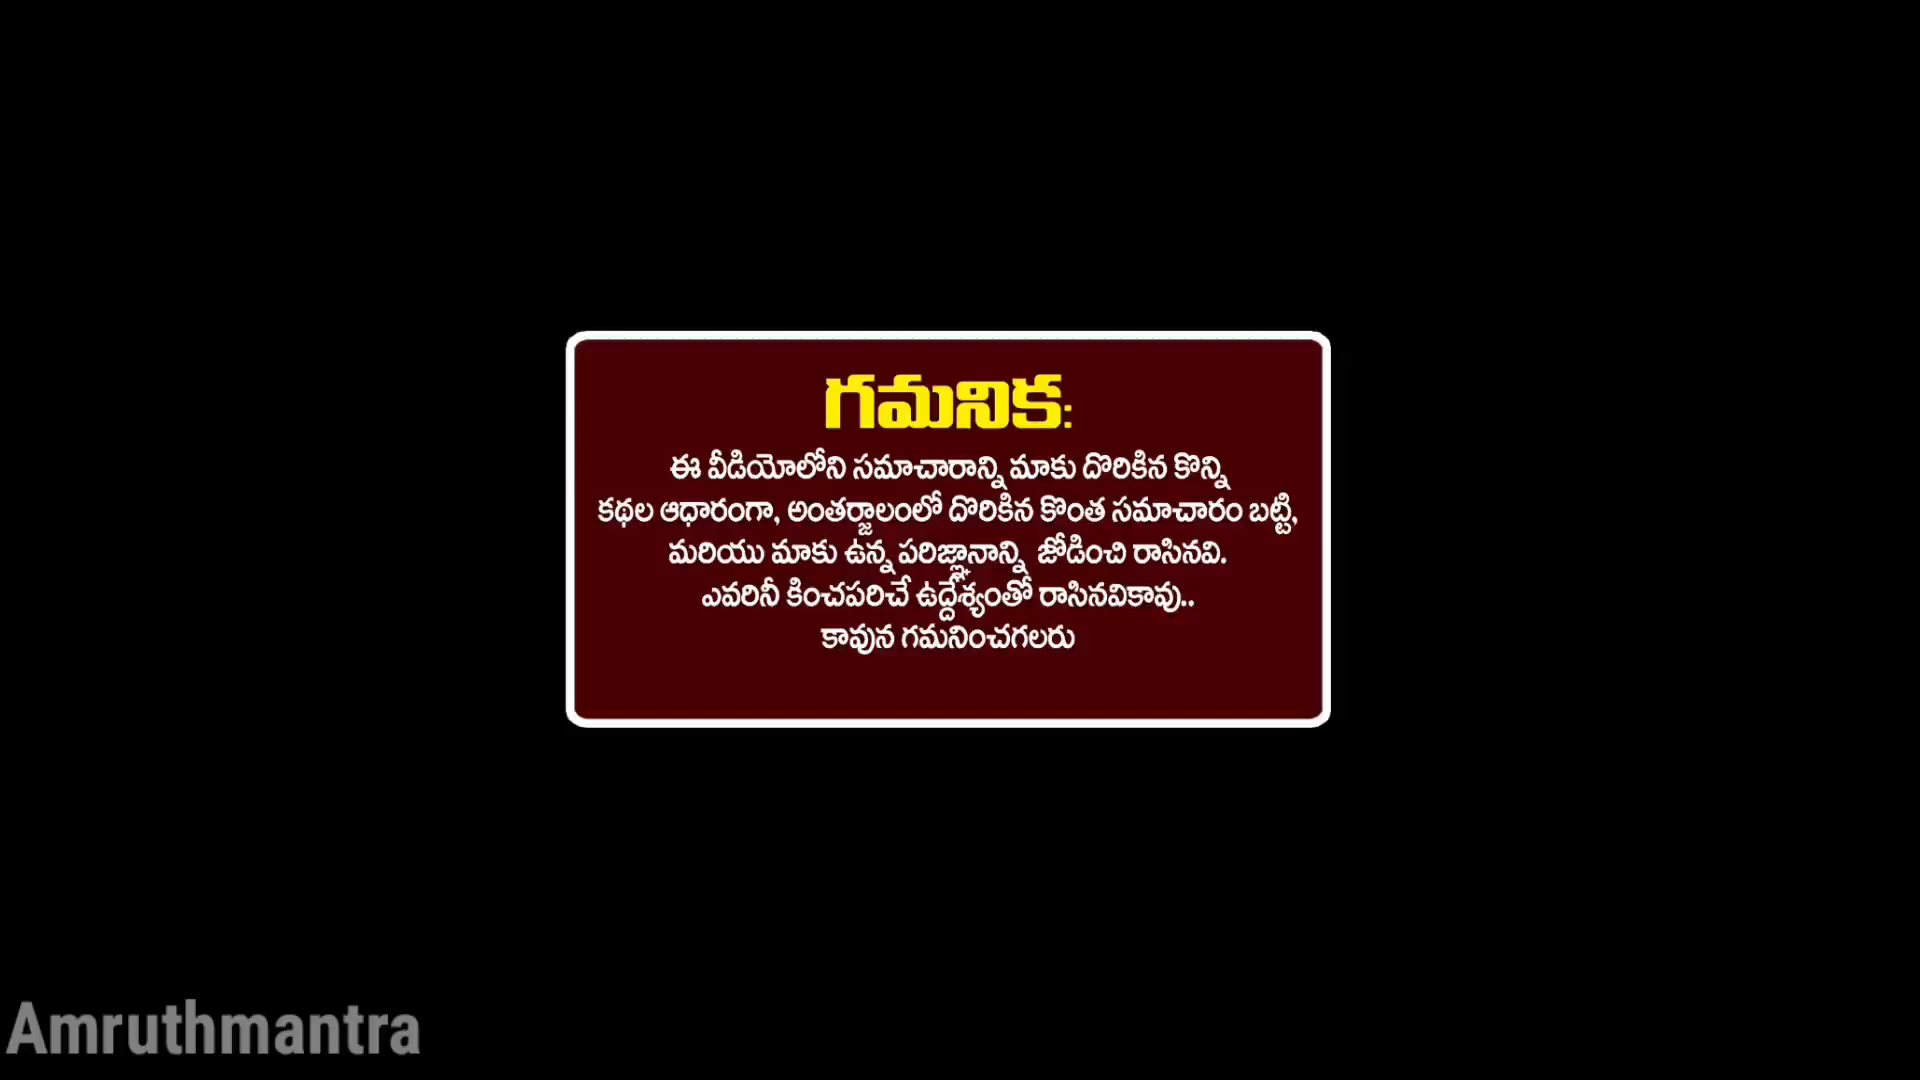 గమనిక:
ఈ వీడియోలోని సమాచారాన్ని మాకు దొరికిన కొన్ని
కథల ఆధారంగా, అంతర్జాలంలో దొరికిన కొంత సమాచారం బట్టి,
మరియు మాకు ఉన్న పరిజ్ఞానాన్ని జోడించి రాసినవి.
ఎవరినీ కించపరిచే ఉద్దేశ్యంతో రాసినవికావు..
కావున గమనించగలరు
Amruthmantra